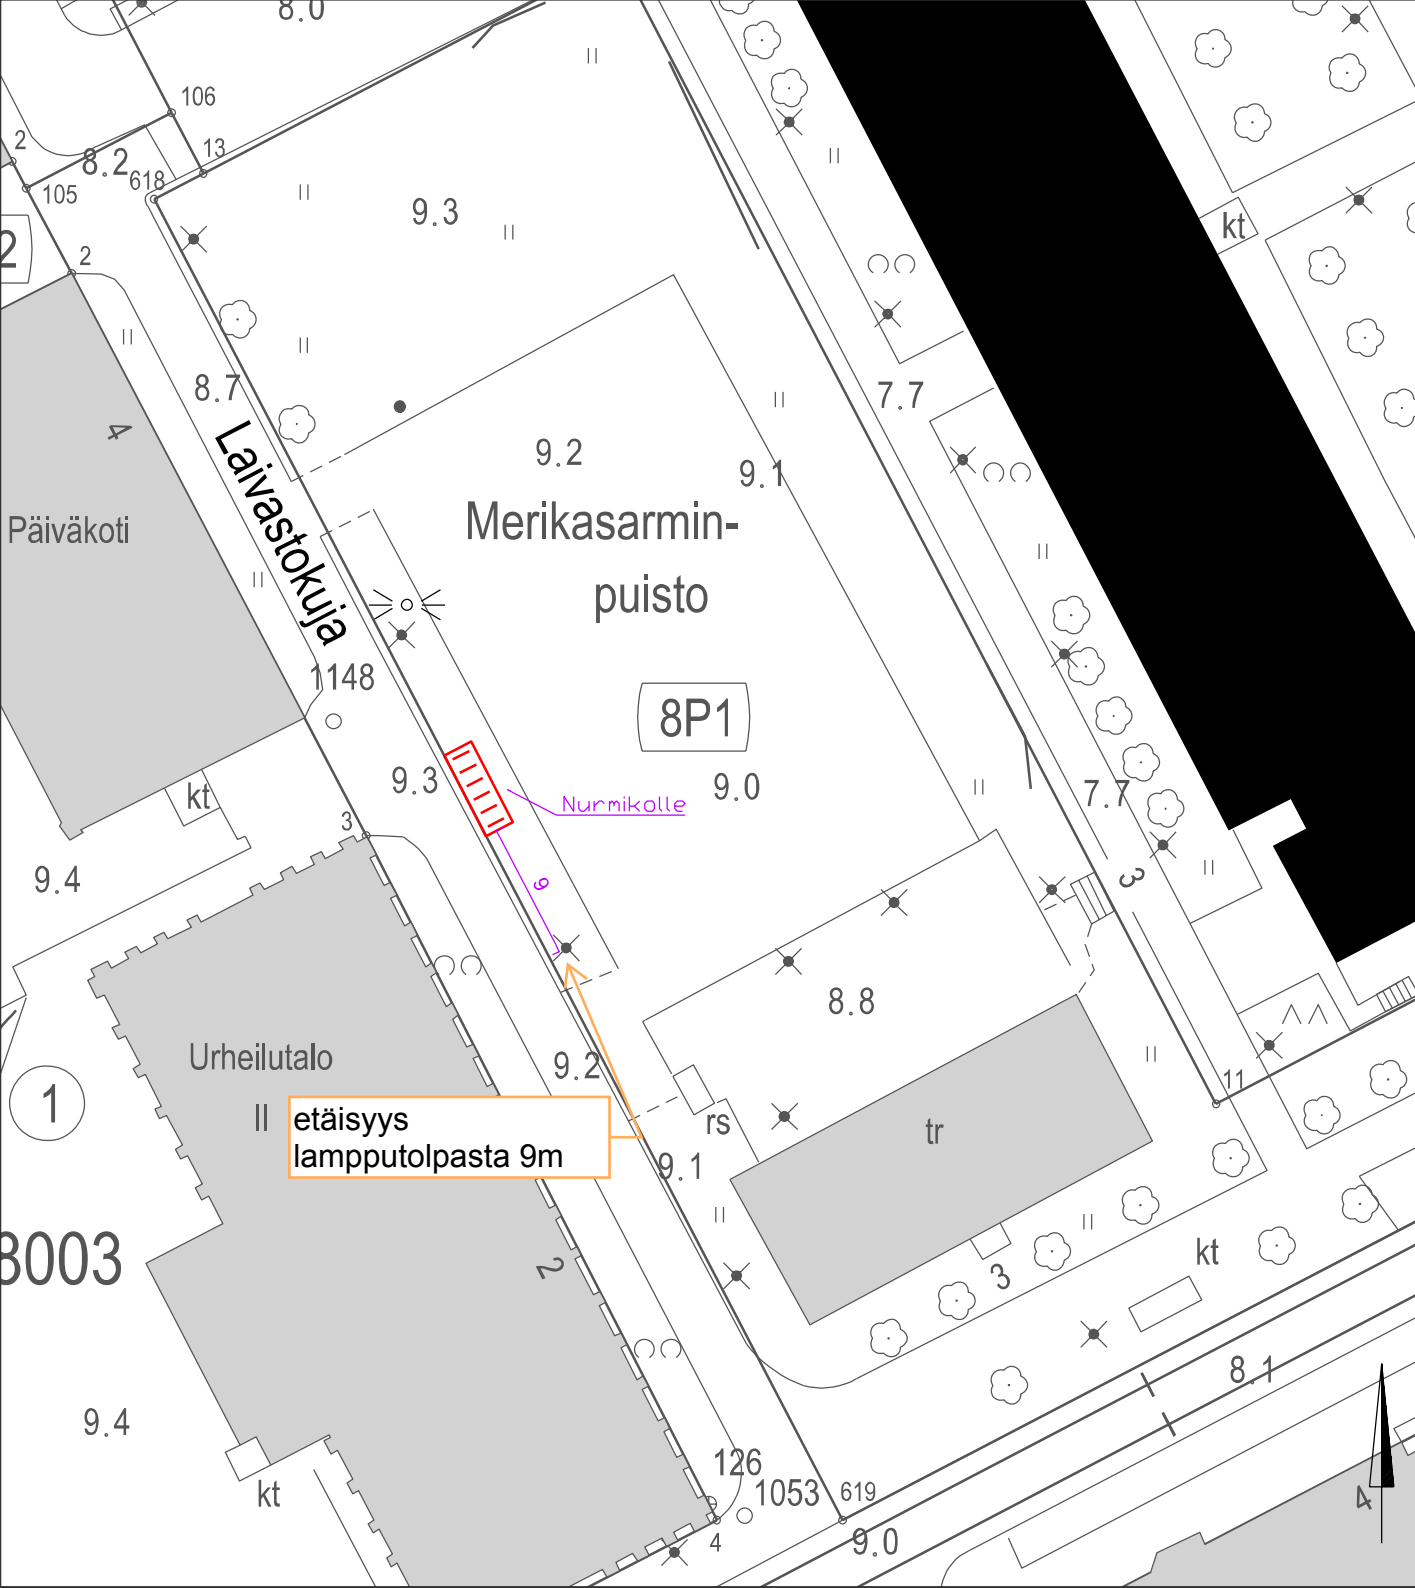 8.0
106
2
13
8.2
618
105
9.3
2
2
8.7
7.7
4
9.2
9.1
Laivastokuja
Päiväkoti
Merikasarmin-
puisto
kt
1148
8P1
9.3
9.0
7.7
kt
Nurmikolle
3
9
9.4
3
8.8
Urheilutalo
9.2
1
II
etäisyys
lampputolpasta 9m
rs
tr
11
9.1
8003
2
3
kt
8.1
9.4
126
1053
619
kt
4
4
9.0